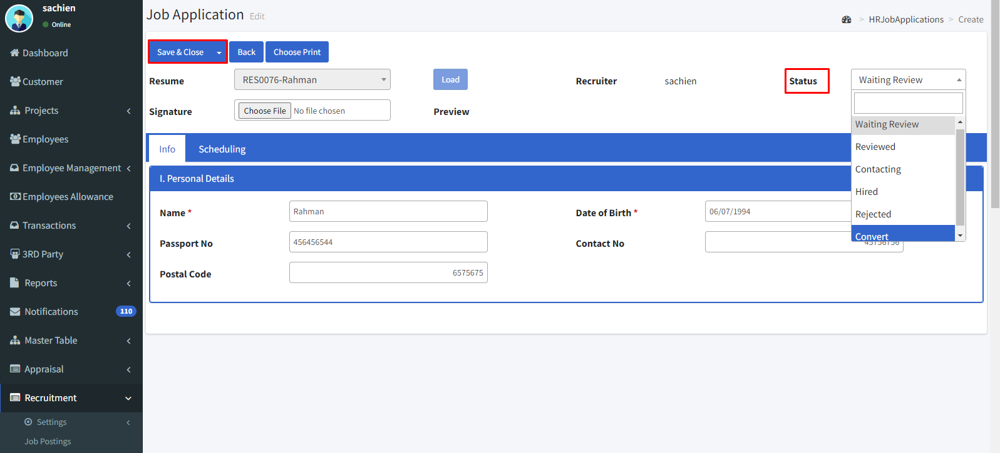 sachien
Online
Dashboard
Customer
Projects
Employees
Employee Management
Employees Allowance
Transactions
3RD Party
Reports
Notifications 110
Master Table
Appraisal
Recruitment
Settings
Job Postings
Job Application Edit
> HRJobApplications > Create
Save & Close Back Choose Print
Resume RES0076-Rahman Load Recruiter sachien Status Waiting Review
Signature Choose File No file chosen Preview
Waiting Review
Reviewed
Contacting
Hired
Rejected
Convert
Info Scheduling
I. Personal Details
Name * Rahman Date of Birth * 06/07/1994
Passport No 456456544 Contact No 45756756
Postal Code 6575675